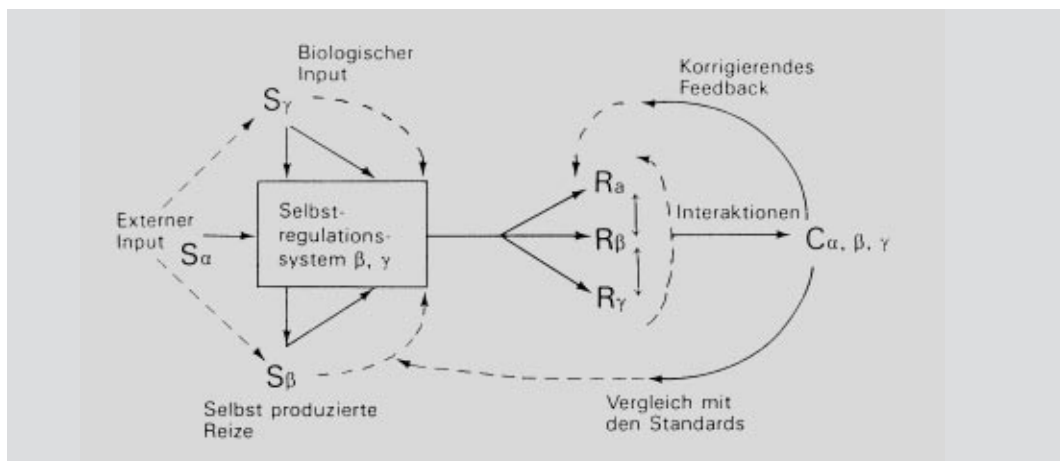 Biologischer
Input
Sγ
Externer
Input
Sα
Selbst-
regulations-
system β, γ
Sβ
Selbst produzierte
Reize
Korrigierendes
Feedback
Ra
Rβ
Rγ
Interaktionen
Cα, β, γ
Vergleich mit
den Standards